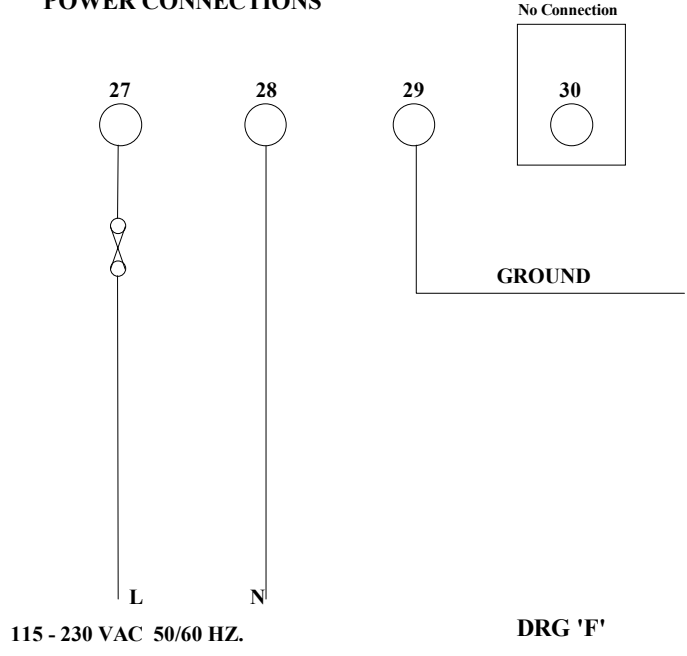 POWER CONNECTIONS
No Connection
27 28 29 30
GROUND
L N
115 - 230 VAC 50/60 HZ.
DRG 'F'